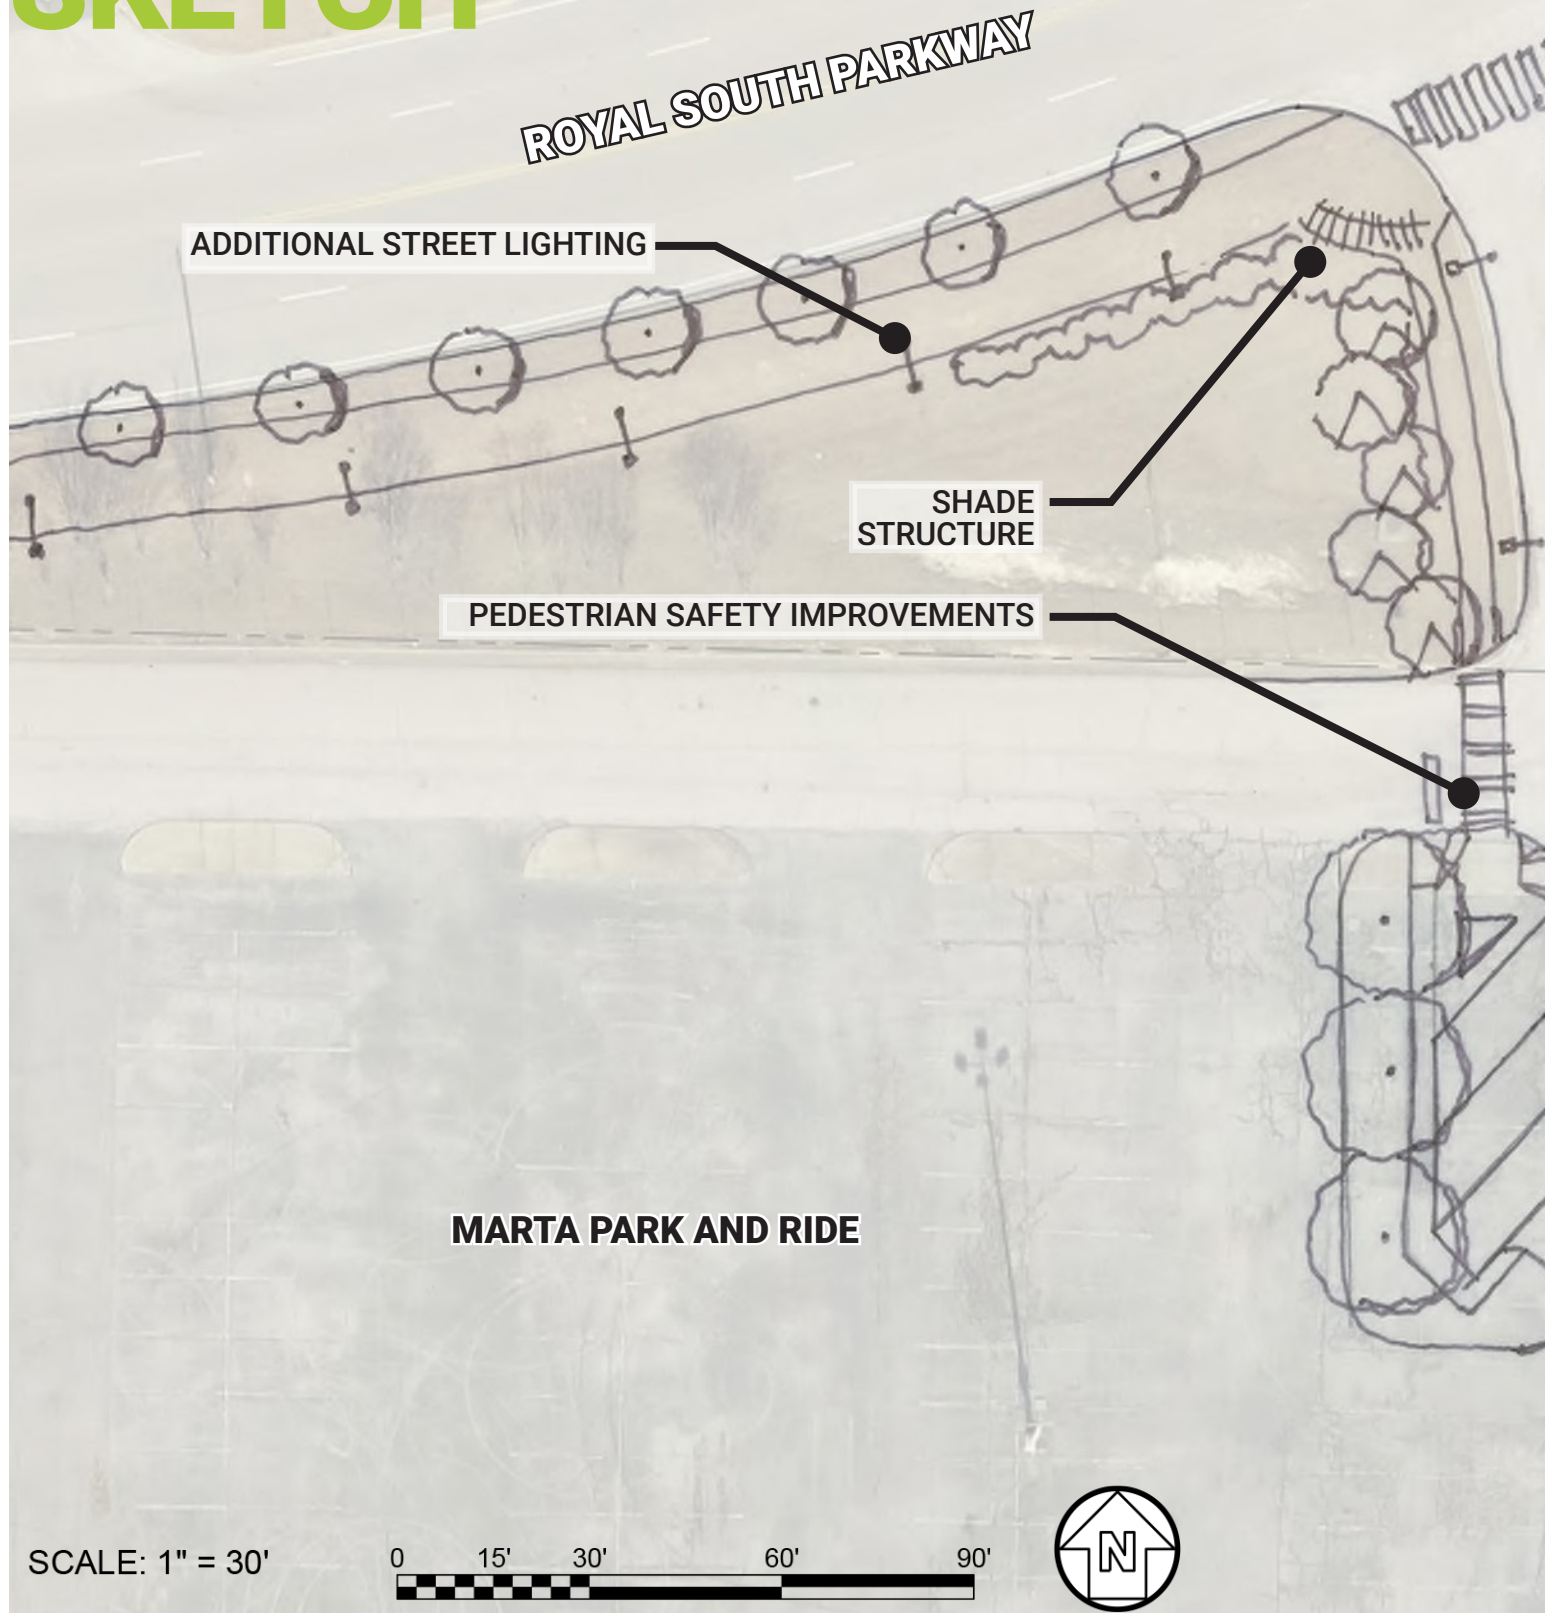 SKETCH
ROYAL SOUTH PARKWAY
ADDITIONAL STREET LIGHTING
SHADE
STRUCTURE
PEDESTRIAN SAFETY IMPROVEMENTS
MARTA PARK AND RIDE
SCALE: 1" = 30'
0 15' 30' 60' 90'
N